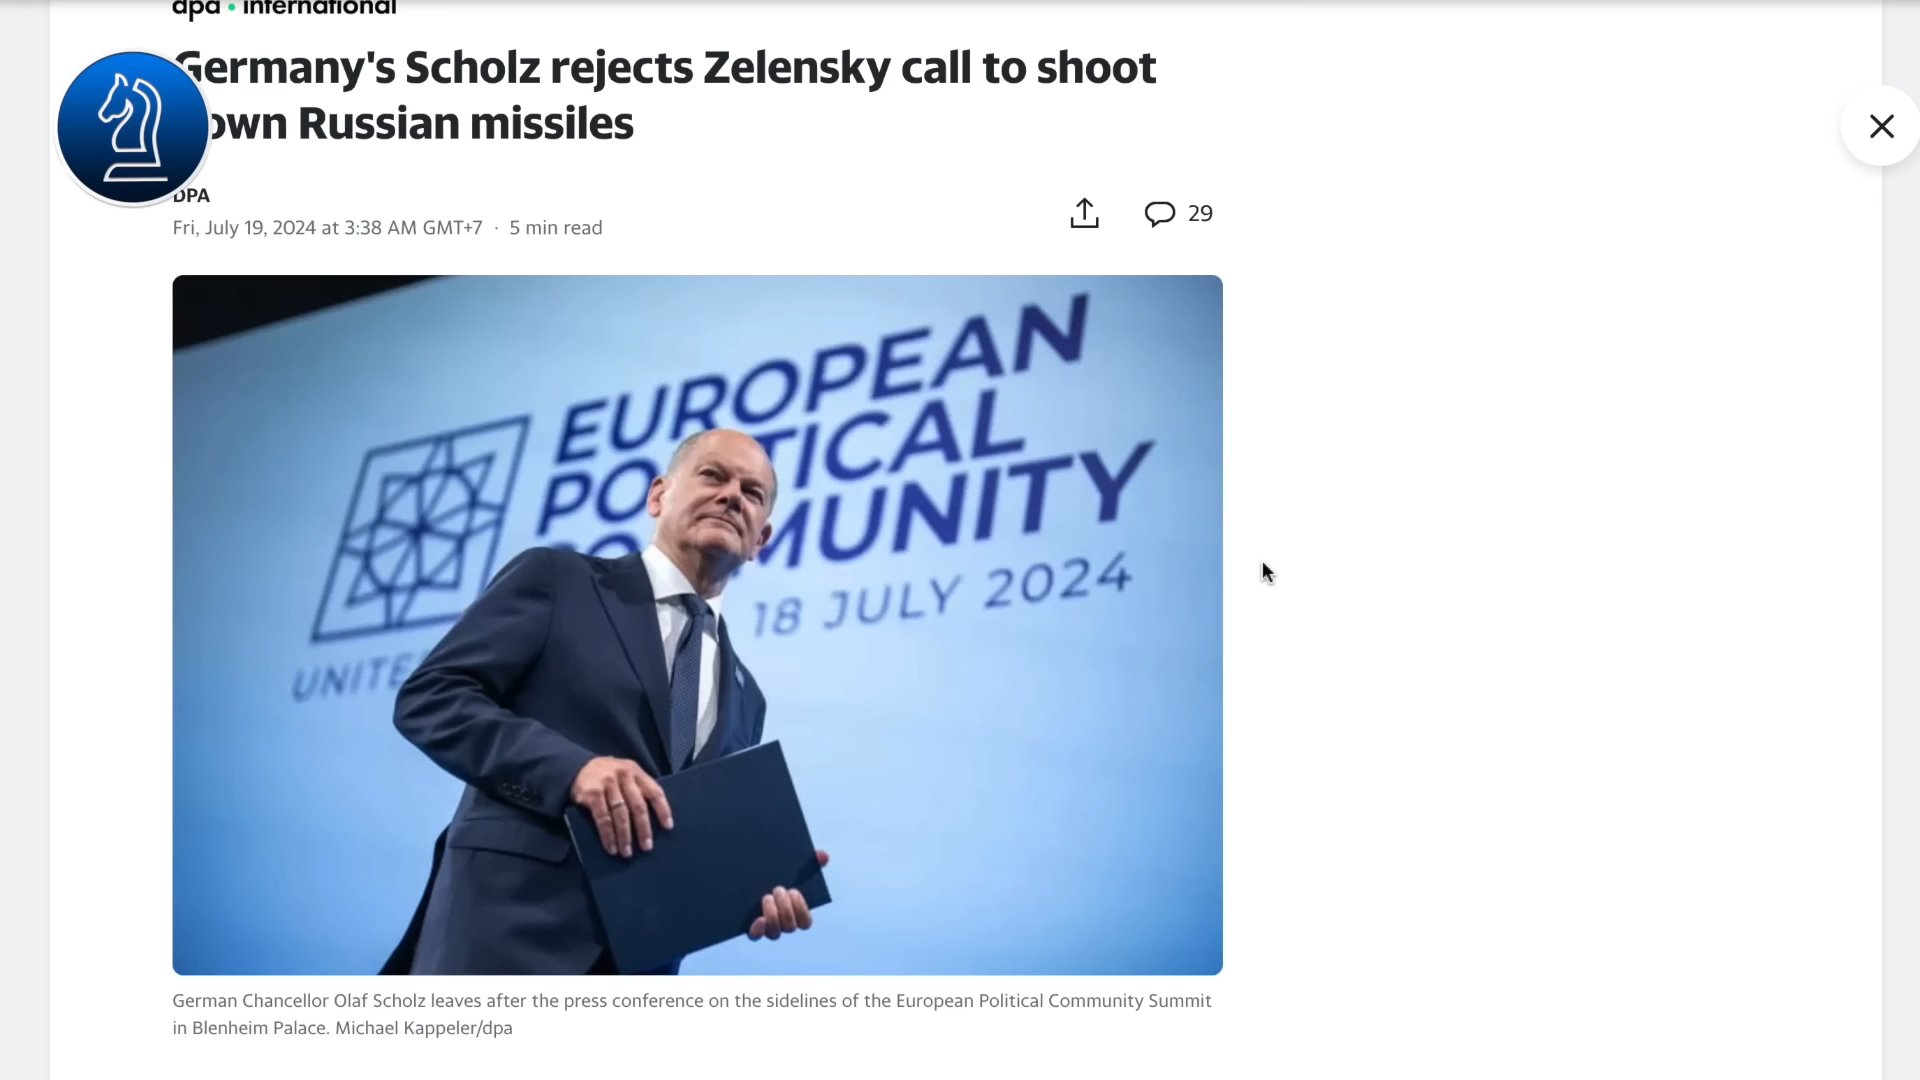 dpa • international
Germany's Scholz rejects Zelensky call to shoot
own Russian missiles
DPA
Fri, July 19, 2024 at 3:38 AM GMT+7 · 5 min read
29
EUROPEAN
POLITICAL
COMMUNITY
18 JULY 2024
UNITE
German Chancellor Olaf Scholz leaves after the press conference on the sidelines of the European Political Community Summit
in Blenheim Palace. Michael Kappeler/dpa